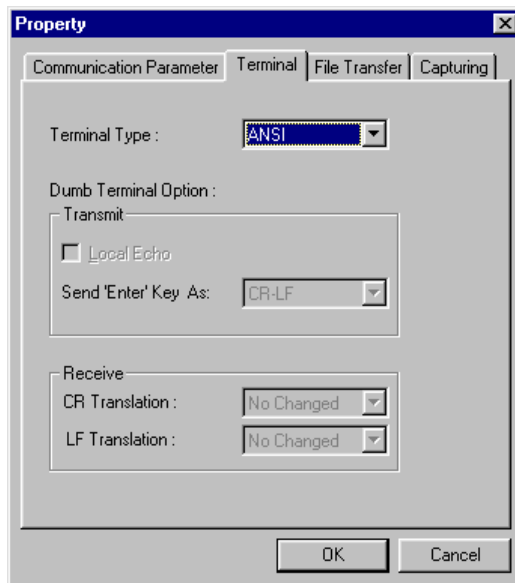 Property
Communication Parameter Terminal File Transfer Capturing
Terminal Type : ANSI
Dumb Terminal Option :
Transmit
Local Echo
Send 'Enter' Key As: CR-LF
Receive
CR Translation : No Changed
LF Translation : No Changed
OK Cancel